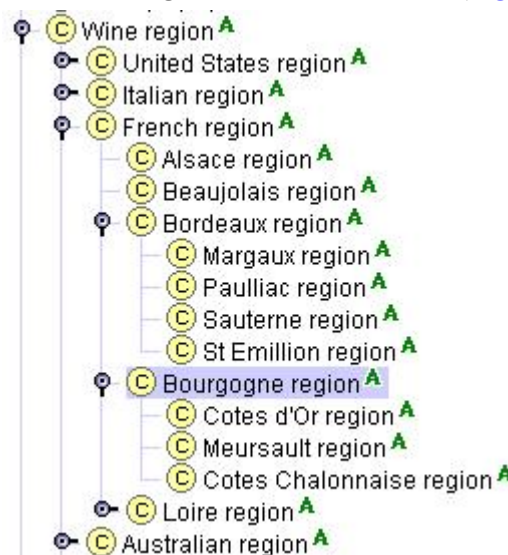 C Wine region A
C United States region A
C Italian region A
C French region A
C Alsace region A
C Beaujolais region A
C Bordeaux region A
C Margaux region A
C Paulliac region A
C Sauterne region A
C St Emillion region A
C Bourgogne region A
C Cotes d'Or region A
C Meursault region A
C Cotes Chalonnaise region A
C Loire region A
C Australian region A